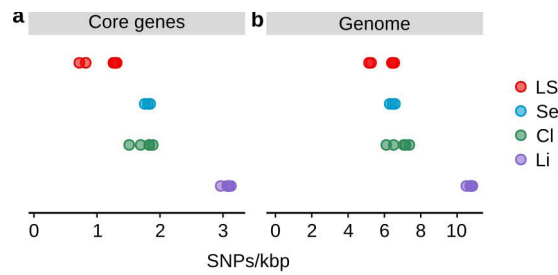 a Core genes
b Genome
LS
Se
Cl
Li
0 1 2 3
0 2 4 6 8 10
SNPs/kbp